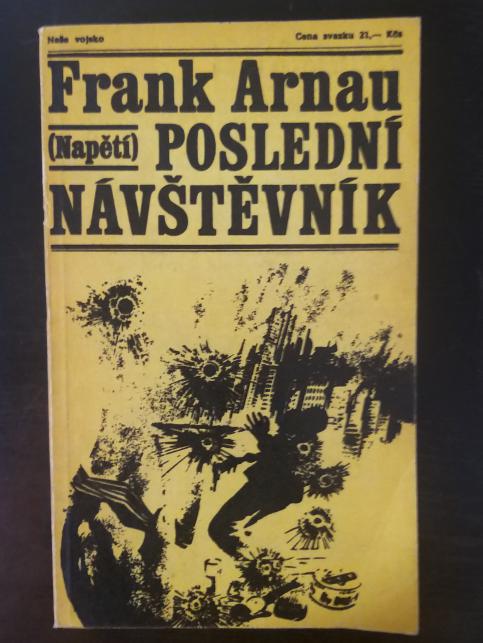 Naše vojsko Cena svazku 21,— Kčs
Frank Arnau
(Napětí) POSLEDNÍ
NÁVŠTĚVNÍK